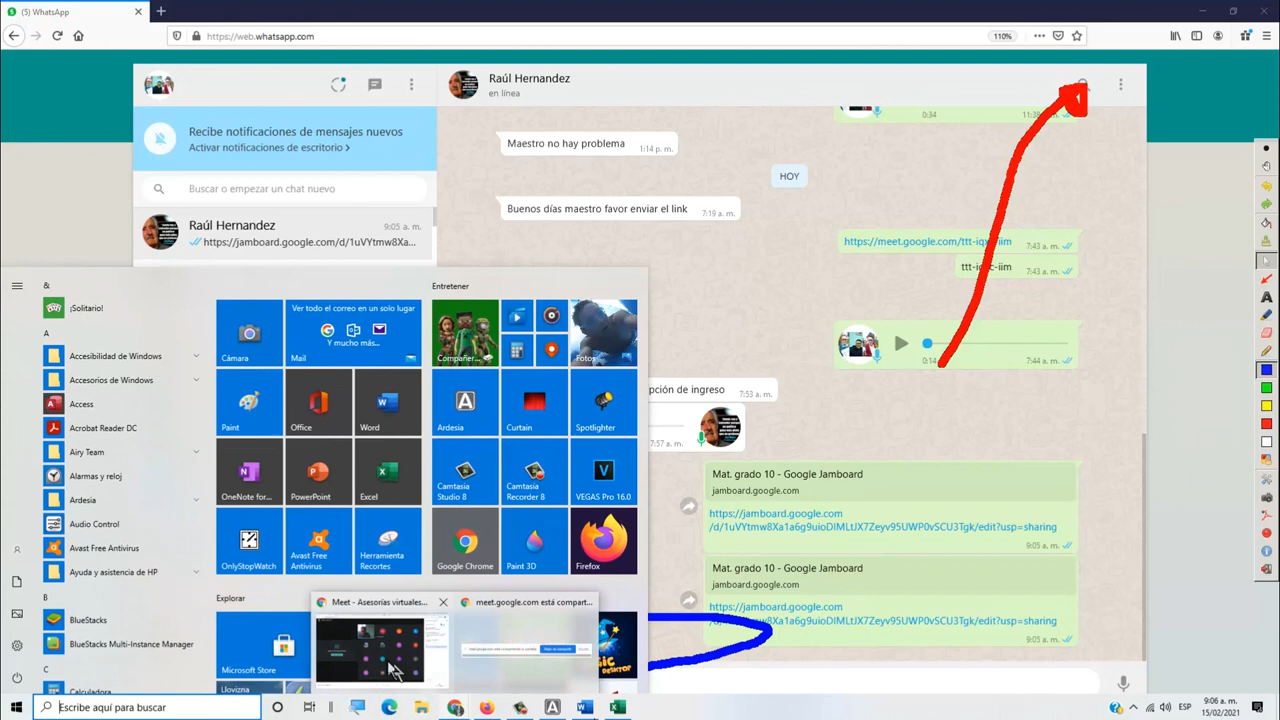 (5) WhatsApp
https://web.whatsapp.com
110%
Raúl Hernandez
en línea
Recibe notificaciones de mensajes nuevos
Activar notificaciones de escritorio
Buscar o empezar un chat nuevo
Raúl Hernandez
9:05 a. m.
https://jamboard.google.com/d/1uVYtmw8Xa...
0:34
Maestro no hay problema
1:14 p. m.
HOY
Buenos días maestro favor enviar el link
7:19 a. m.
7:43 a. m.
7:43 a. m.
0:14
7:44 a. m.
pción de ingreso
7:53 a. m.
7:57 a. m.
Mat. grado 10 - Google Jamboard
jamboard.google.com
https://jamboard.google.com
/d/1uVYtmw8Xa1a6g9uioDIMLtJX7Zeyv95UWP0vSCU3Tgk/edit?usp=sharing
9:05 a. m.
Mat. grado 10 - Google Jamboard
jamboard.google.com
https://jamboard.google.com
/d/1uVYtmw8Xa1a6g9uioDIMLtJX7Zeyv95UWP0vSCU3Tgk/edit?usp=sharing
9:05 a. m.
&
¡Solitario!
A
Accesibilidad de Windows
Accesorios de Windows
Access
Acrobat Reader DC
Airy Team
Alarmas y reloj
Ardesia
Audio Control
Avast Free Antivirus
Ayuda y asistencia de HP
B
BlueStacks
BlueStacks Multi-Instance Manager
C
Calculadora
Cámara
Ver todo el correo en un solo lugar
Y mucho más...
Mail
Paint
Office
Word
OneNote for...
PowerPoint
Excel
OnlyStopWatch
Avast Free
Antivirus
Herramienta
Recortes
Explorar
Microsoft Store
Llovizna
Entretener
Compañer...
Fotos
Ardesia
Curtain
Spotlighter
Camtasia
Studio 8
Camtasia
Recorder 8
VEGAS Pro 16.0
Google Chrome
Paint 3D
Firefox
Meet - Asesorías virtuales...
meet.google.com está compart...
Escribe aquí para buscar
ESP
9:06 a. m.
15/02/2021